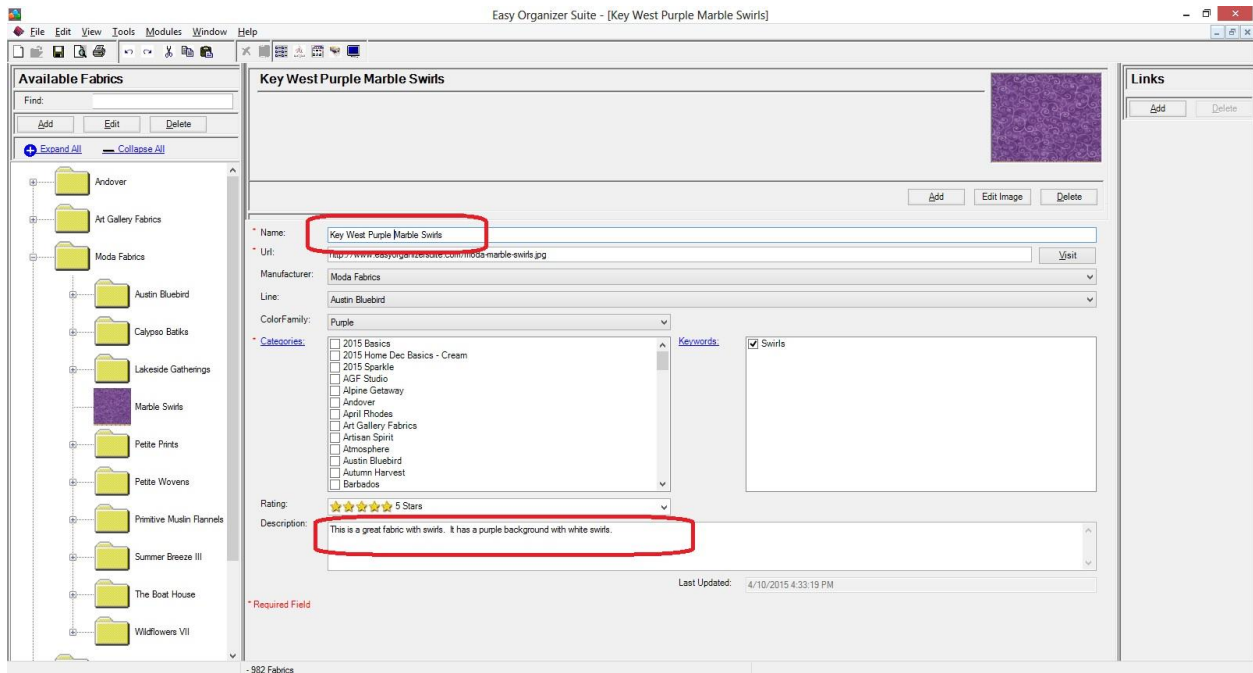 Easy Organizer Suite - [Key West Purple Marble Swirls]
File Edit View Tools Modules Window Help
Available Fabrics
Find:
Add Edit Delete
Expand All Collapse All
Andover
Art Gallery Fabrics
Moda Fabrics
Austin Bluebird
Calypso Batiks
Lakeside Gatherings
Marble Swirls
Petite Prints
Petite Wovens
Primitive Muslin Flannels
Summer Breeze III
The Boat House
Wildflowers VII
Key West Purple Marble Swirls
Add Edit Image Delete
* Name: Key West Purple Marble Swirls
* Url: http://www.easyorganizersuite.com/moda-marble-swirls.jpg Visit
Manufacturer: Moda Fabrics
Line: Austin Bluebird
ColorFamily: Purple
* Categories:
2015 Basics
2015 Home Dec Basics - Cream
2015 Sparkle
AGF Studio
Alpine Getaway
Andover
April Rhodes
Art Gallery Fabrics
Artisan Spirit
Atmosphere
Austin Bluebird
Autumn Harvest
Barbados
Keywords: Swirls
Rating: 5 Stars
Description: This is a great fabric with swirls. It has a purple background with white swirls.
Last Updated: 4/10/2015 4:33:19 PM
* Required Field
Links
Add Delete
- 982 Fabrics